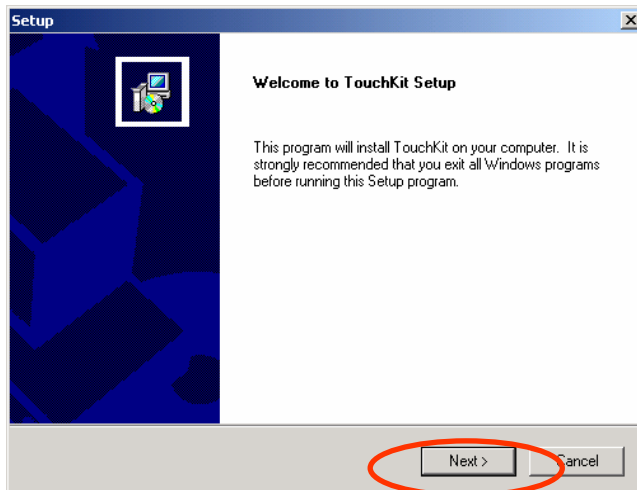 Setup
Welcome to TouchKit Setup
This program will install TouchKit on your computer. It is
strongly recommended that you exit all Windows programs
before running this Setup program.
Next >
Cancel